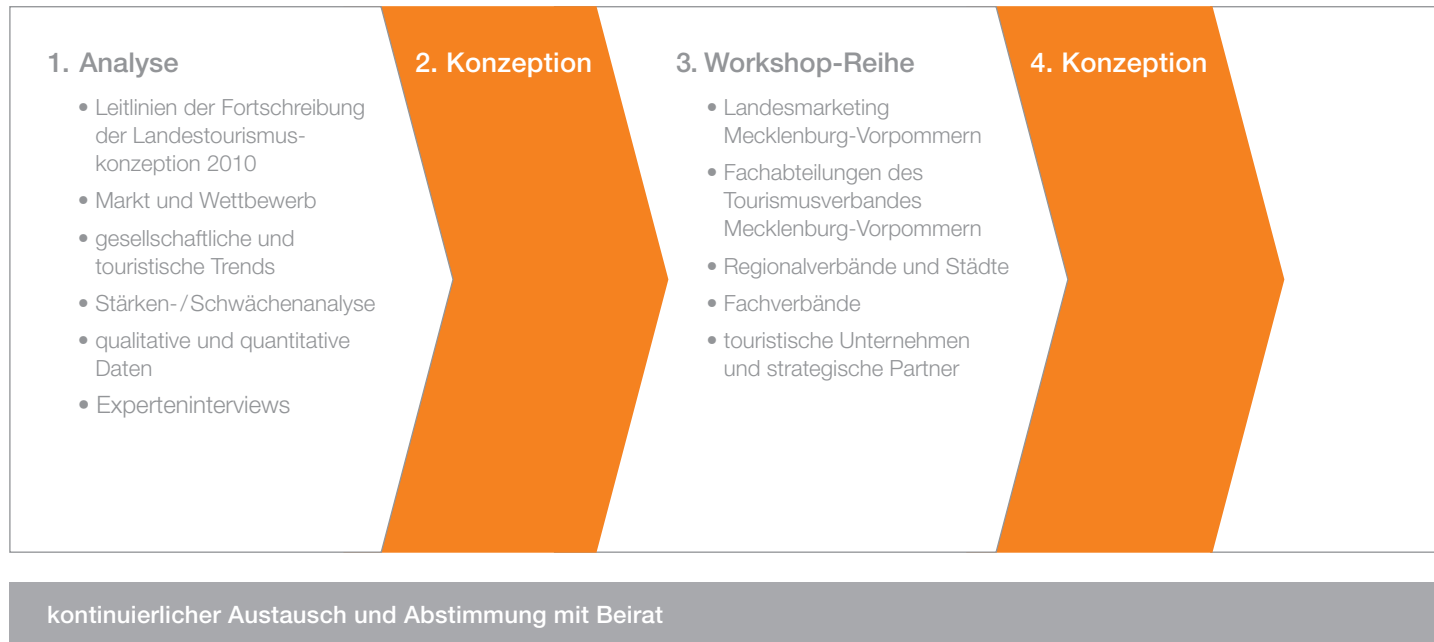 1. Analyse
• Leitlinien der Fortschreibung
der Landestourismus-
konzeption 2010
• Markt und Wettbewerb
• gesellschaftliche und
touristische Trends
• Stärken-/Schwächenanalyse
• qualitative und quantitative
Daten
• Experteninterviews
2. Konzeption
3. Workshop-Reihe
• Landesmarketing
Mecklenburg-Vorpommern
• Fachabteilungen des
Tourismusverbandes
Mecklenburg-Vorpommern
• Regionalverbände und Städte
• Fachverbände
• touristische Unternehmen
und strategische Partner
4. Konzeption
kontinuierlicher Austausch und Abstimmung mit Beirat